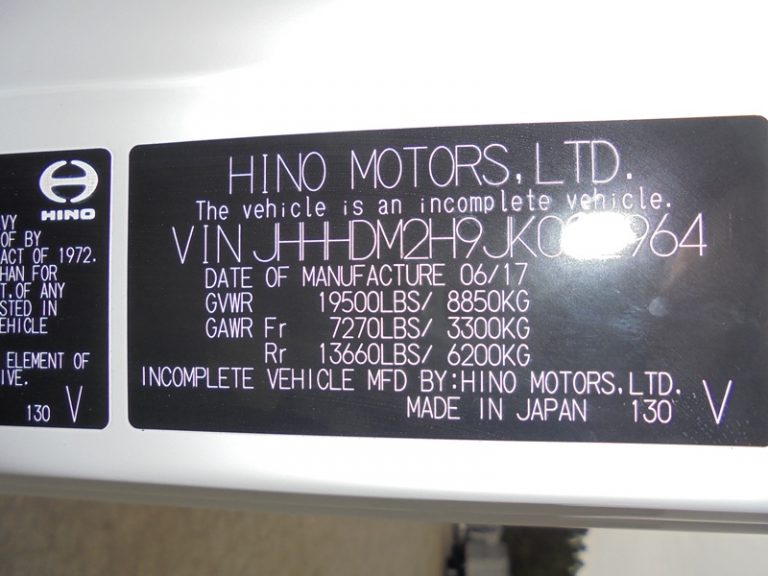 HINO
VY
OF BY
ACT OF 1972.
HAN FOR
T.OF ANY
STED IN
EHICLE
ELEMENT OF
IVE.
130 V
HINO MOTORS,LTD.
The vehicle is an incomplete vehicle.
VIN
DATE OF MANUFACTURE 06/17
GVWR 19500LBS/ 8850KG
GAWR Fr 7270LBS/ 3300KG
Rr 13660LBS/ 6200KG
INCOMPLETE VEHICLE MFD BY:HINO MOTORS,LTD.
MADE IN JAPAN 130 V